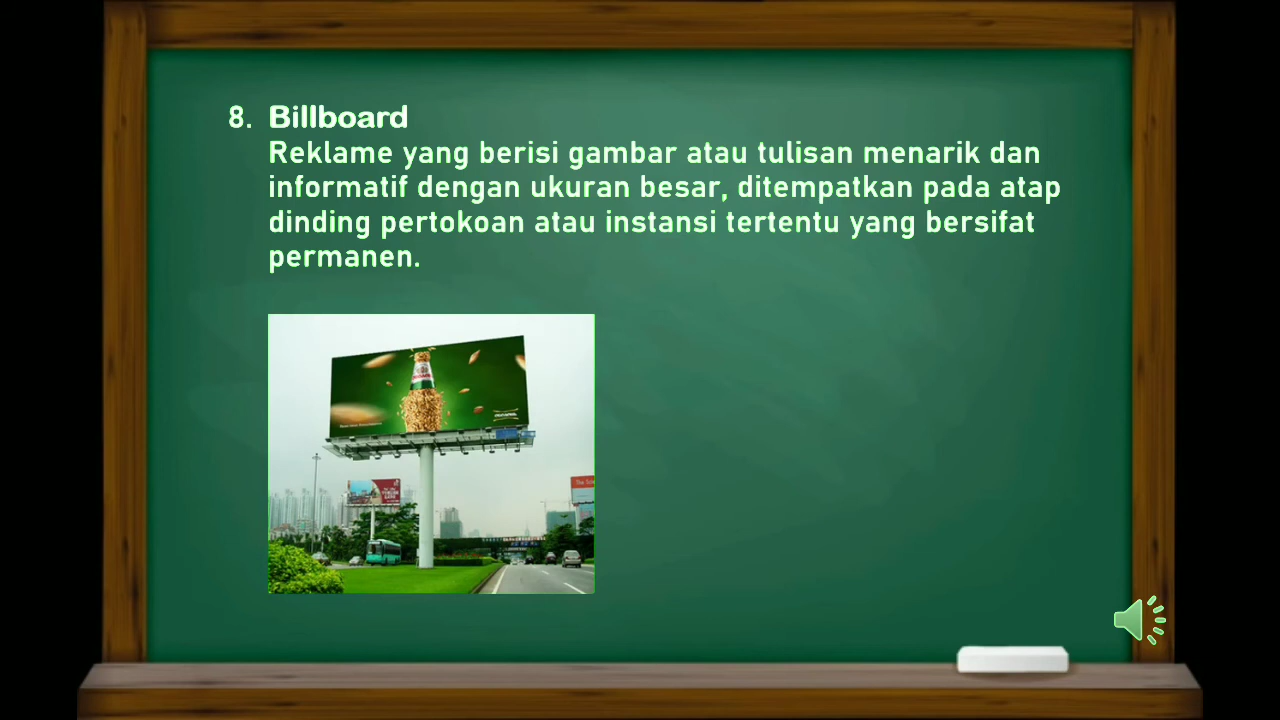 8. Billboard
Reklame yang berisi gambar atau tulisan menarik dan
informatif dengan ukuran besar, ditempatkan pada atap
dinding pertokoan atau instansi tertentu yang bersifat
permanen.